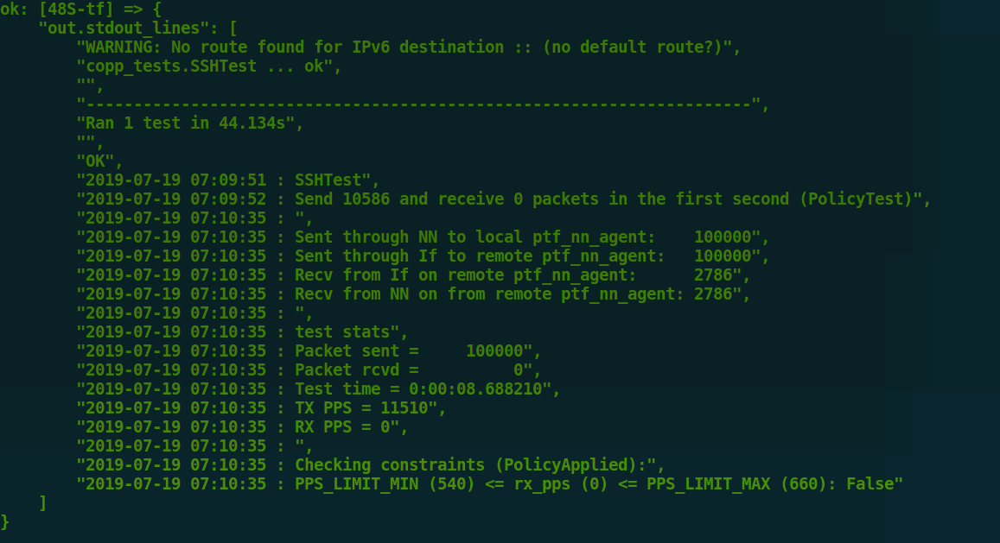 ok: [48S-tf] => {
    "out.stdout_lines": [
        "WARNING: No route found for IPv6 destination :: (no default route?)",
        "copp_tests.SSHTest ... ok",
        "",
        "----------------------------------------------------------------------",
        "Ran 1 test in 44.134s",
        "",
        "OK",
        "2019-07-19 07:09:51 : SSHTest",
        "2019-07-19 07:09:52 : Send 10586 and receive 0 packets in the first second (PolicyTest)",
        "2019-07-19 07:10:35 : ",
        "2019-07-19 07:10:35 : Sent through NN to local ptf_nn_agent:    100000",
        "2019-07-19 07:10:35 : Sent through If to remote ptf_nn_agent:   100000",
        "2019-07-19 07:10:35 : Recv from If on remote ptf_nn_agent:      2786",
        "2019-07-19 07:10:35 : Recv from NN on from remote ptf_nn_agent: 2786",
        "2019-07-19 07:10:35 : ",
        "2019-07-19 07:10:35 : test stats",
        "2019-07-19 07:10:35 : Packet sent =     100000",
        "2019-07-19 07:10:35 : Packet rcvd =          0",
        "2019-07-19 07:10:35 : Test time = 0:00:08.688210",
        "2019-07-19 07:10:35 : TX PPS = 11510",
        "2019-07-19 07:10:35 : RX PPS = 0",
        "2019-07-19 07:10:35 : ",
        "2019-07-19 07:10:35 : Checking constraints (PolicyApplied):",
        "2019-07-19 07:10:35 : PPS_LIMIT_MIN (540) <= rx_pps (0) <= PPS_LIMIT_MAX (660): False"
    ]
}